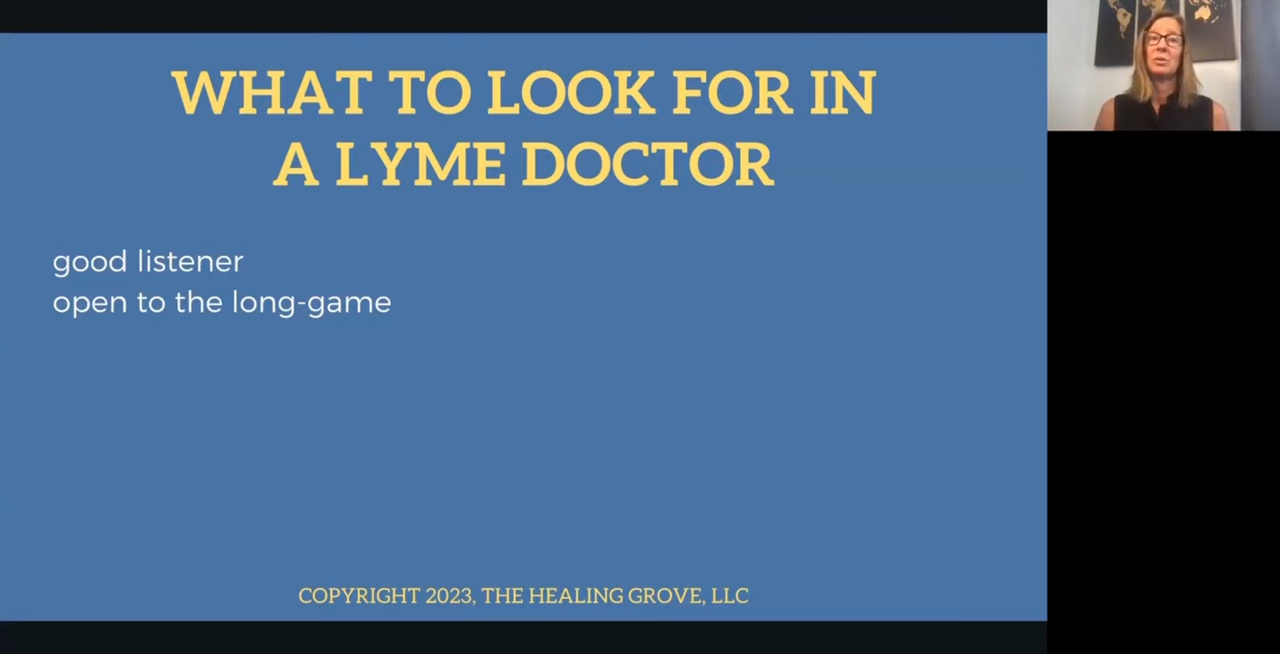 WHAT TO LOOK FOR IN
A LYME DOCTOR
good listener
open to the long-game
COPYRIGHT 2023, THE HEALING GROVE, LLC